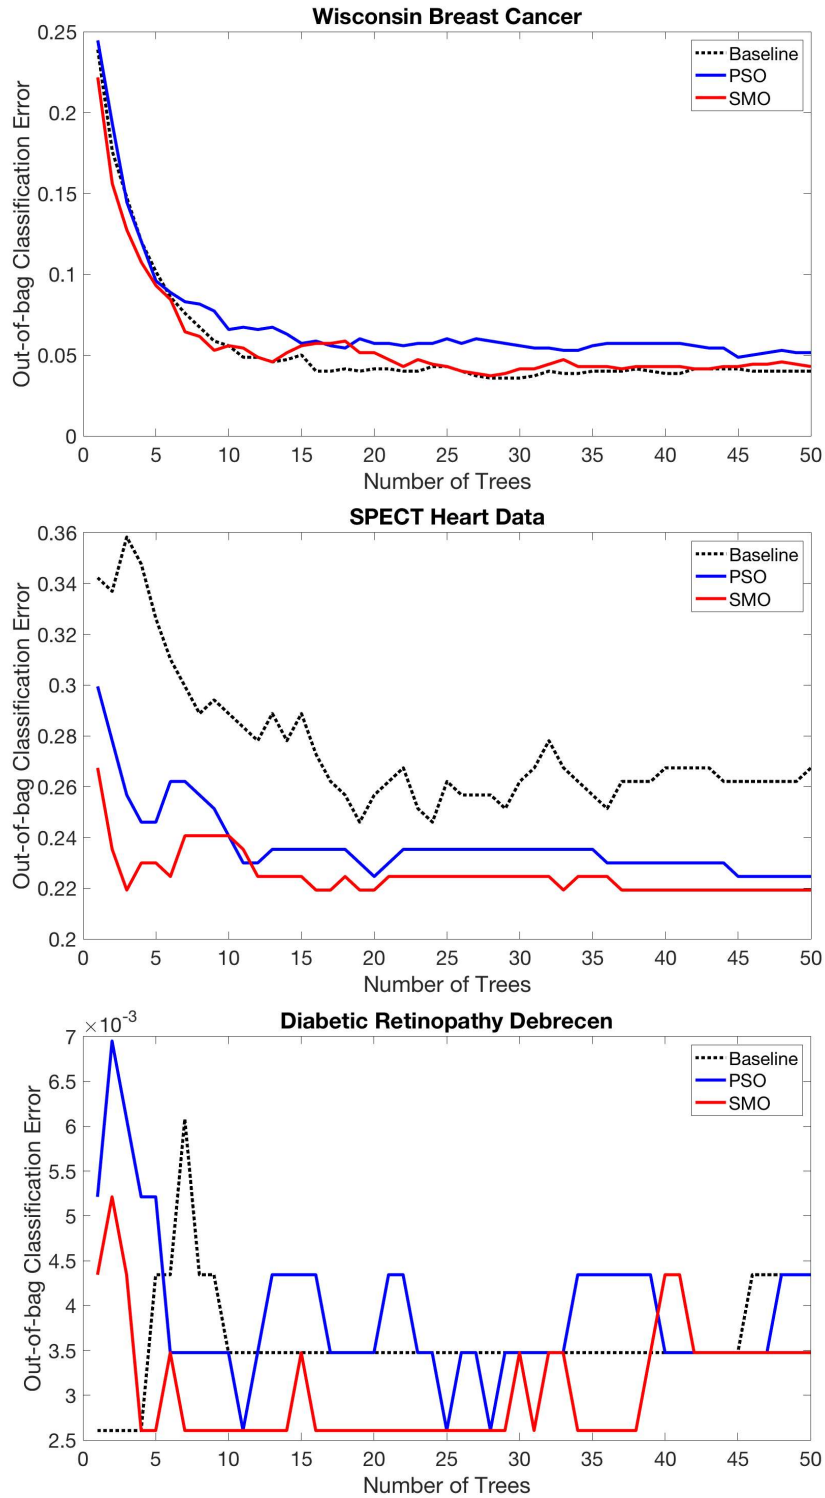 Wisconsin Breast Cancer
Out-of-bag Classification Error
0.25
0.2
0.15
0.1
0.05
0
Baseline
PSO
SMO
0 5 10 15 20 25 30 35 40 45 50
Number of Trees
SPECT Heart Data
Out-of-bag Classification Error
0.36
0.34
0.32
0.3
0.28
0.26
0.24
0.22
0.2
Baseline
PSO
SMO
0 5 10 15 20 25 30 35 40 45 50
Number of Trees
Diabetic Retinopathy Debrecen
×10-3
Out-of-bag Classification Error
7
6.5
6
5.5
5
4.5
4
3.5
3
2.5
Baseline
PSO
SMO
0 5 10 15 20 25 30 35 40 45 50
Number of Trees